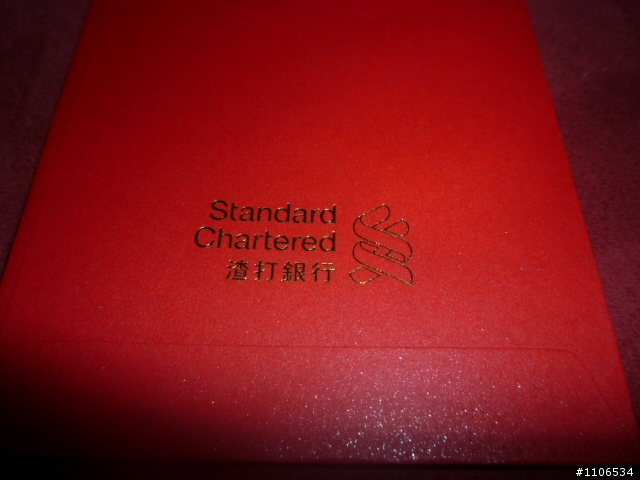 Standard
Chartered
渣打銀行
#1106534